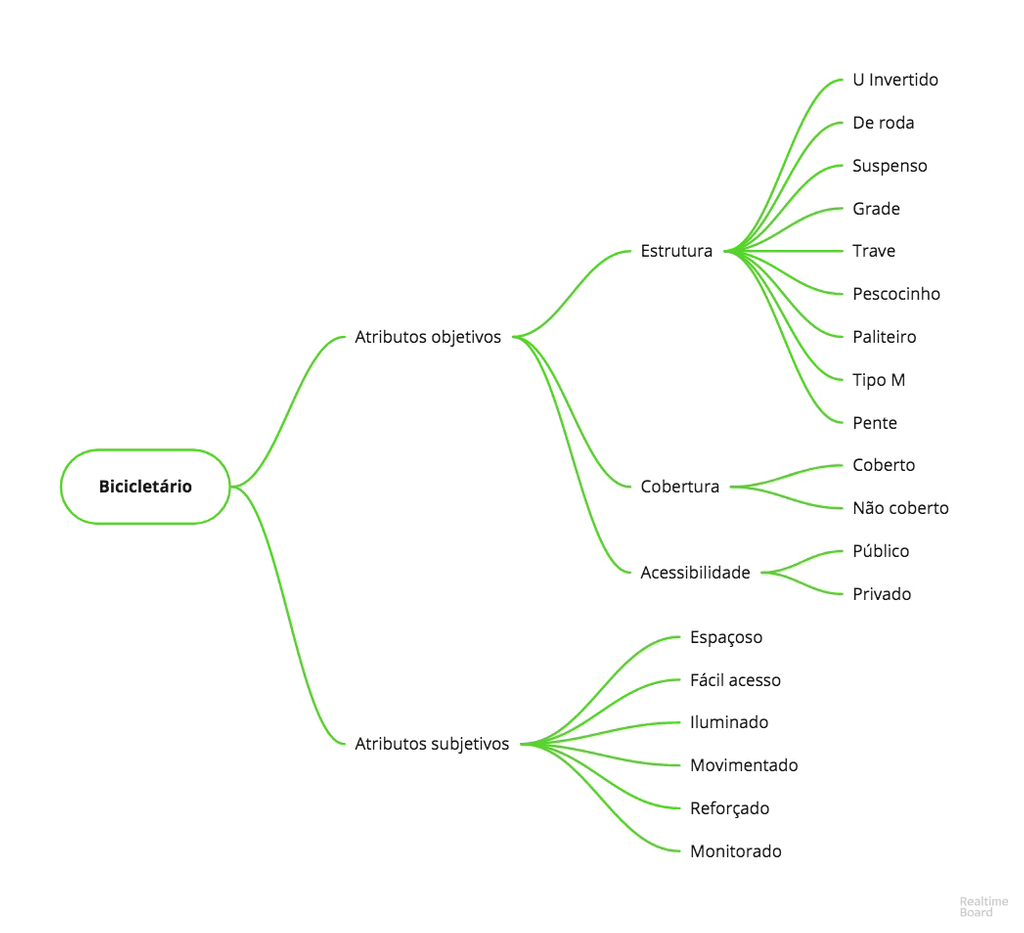 Bicicletário
Atributos objetivos
Estrutura
U Invertido
De roda
Suspenso
Grade
Trave
Pescocinho
Paliteiro
Tipo M
Pente
Cobertura
Coberto
Não coberto
Acessibilidade
Público
Privado
Atributos subjetivos
Espaçoso
Fácil acesso
Iluminado
Movimentado
Reforçado
Monitorado
Realtime
Board